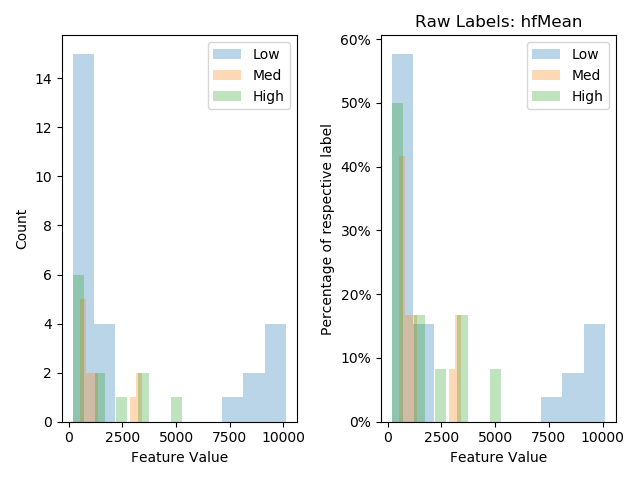 Count
14
12
10
8
6
4
2
0
0
2500
5000
7500
10000
Feature Value
Low
Med
High
Raw Labels: hfMean
Percentage of respective label
60%
50%
40%
30%
20%
10%
0%
0
2500
5000
7500
10000
Feature Value
Low
Med
High